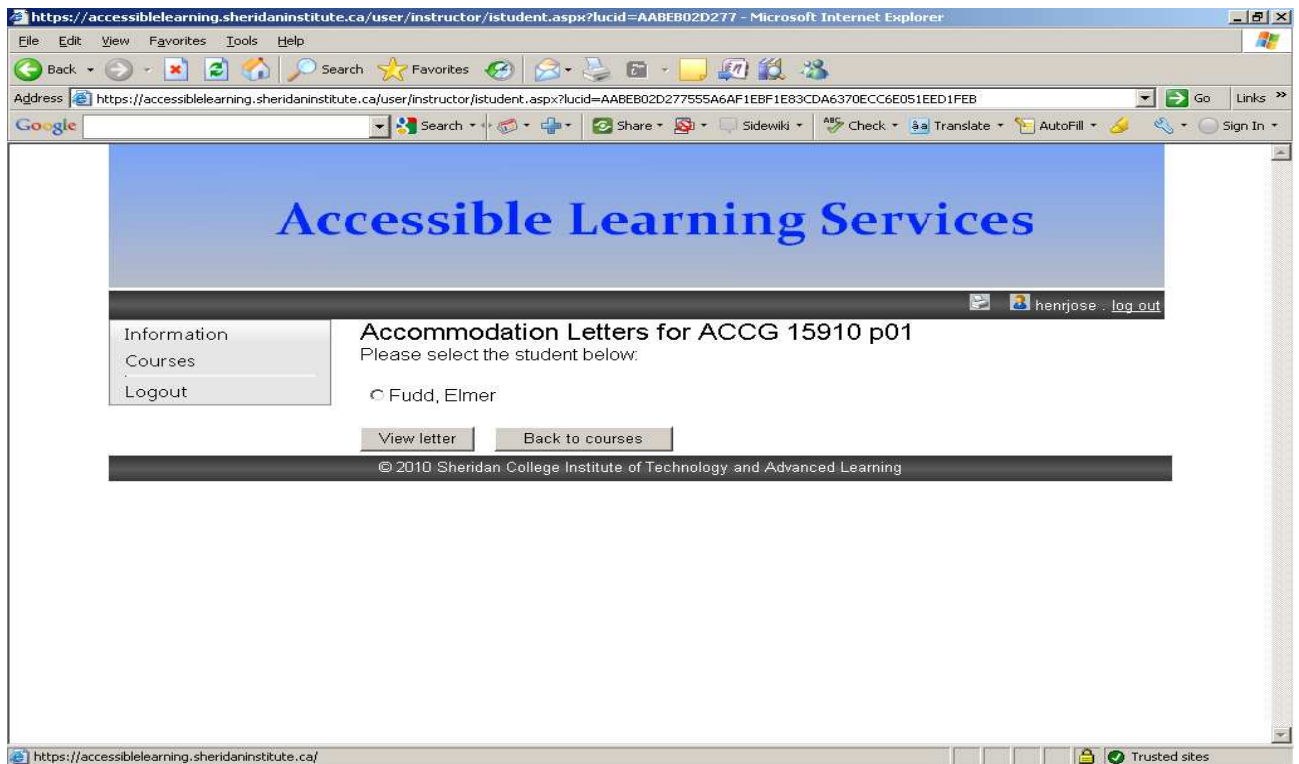 https://accessiblelearning.sheridaninstitute.ca/user/instructor/istudent.aspx?lucid=AABEB02D277 - Microsoft Internet Explorer
File Edit View Favorites Tools Help
Back Search Favorites
Address https://accessiblelearning.sheridaninstitute.ca/user/instructor/istudent.aspx?lucid=AABEB02D277555A6AF1EBF1E83CDA6370ECC6E051EED1FEB Go Links »
Google Search Share Sidewiki ABC Check Translate AutoFill Sign In
Accessible Learning Services
henrjose . log out
Information
Courses
Logout
Accommodation Letters for ACCG 15910 p01
Please select the student below:
Fudd, Elmer
View letter Back to courses
© 2010 Sheridan College Institute of Technology and Advanced Learning
https://accessiblelearning.sheridaninstitute.ca/ Trusted sites